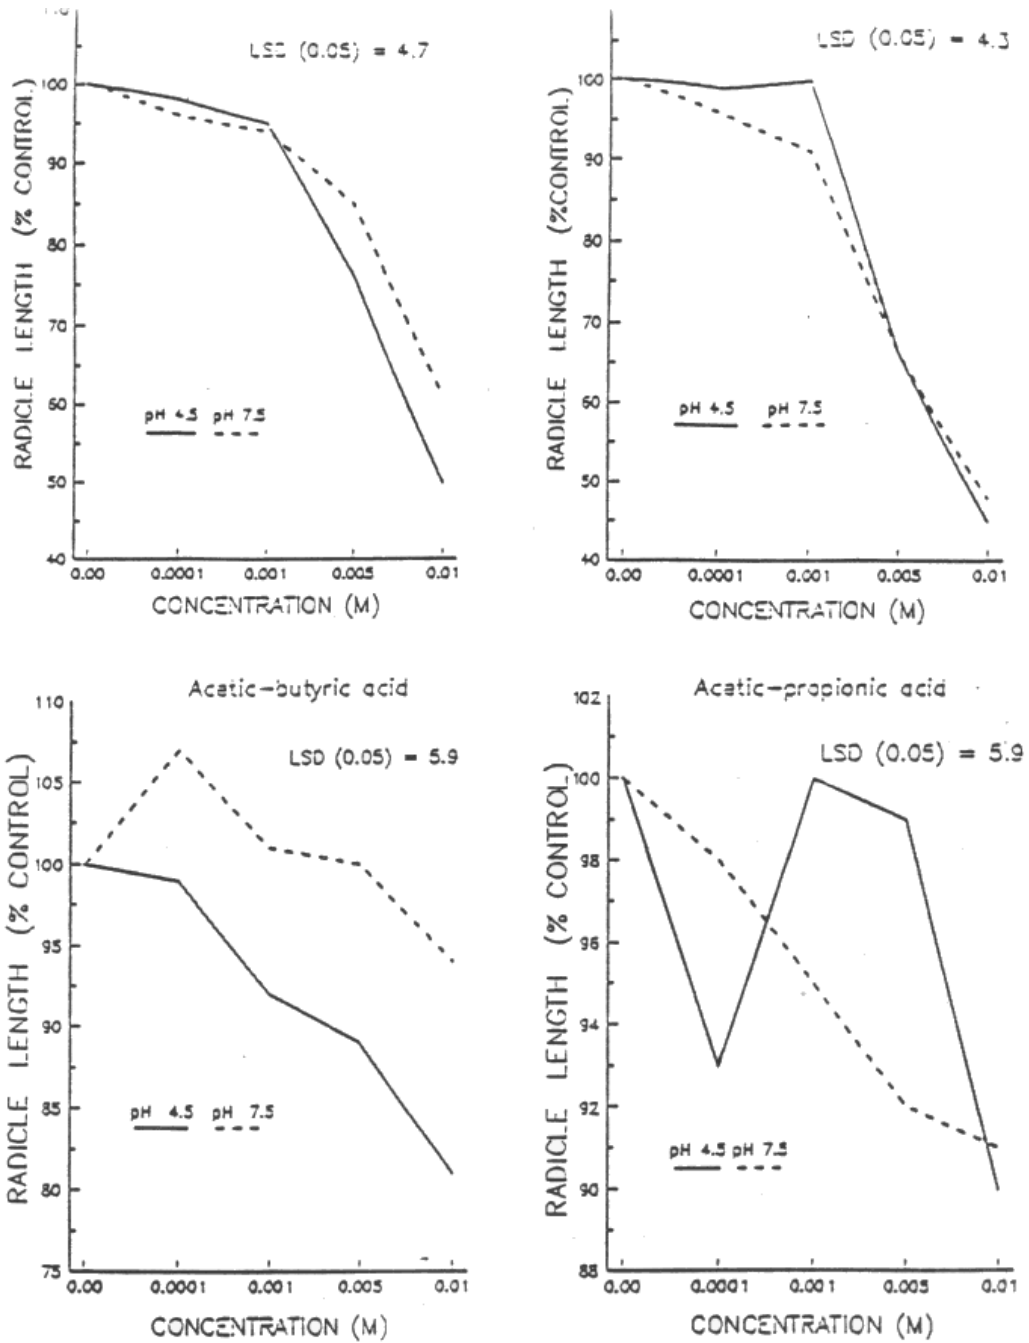 LSD (0.05) = 4.7
100
90
80
70
60
50
40
RADICLE LENGTH (% CONTROL)
pH 4.5 pH 7.5
0.00 0.0001 0.001 0.005 0.01
CONCENTRATION (M)
LSD (0.05) = 4.3
100
90
80
70
60
50
40
RADICLE LENGTH (%CONTROL)
pH 4.5 pH 7.5
0.00 0.0001 0.001 0.005 0.01
CONCENTRATION (M)
Acetic-butyric acid
LSD (0.05) = 5.9
110
105
100
95
90
85
80
75
RADICLE LENGTH (% CONTROL)
pH 4.5 pH 7.5
0.00 0.0001 0.001 0.005 0.01
CONCENTRATION (M)
Acetic-propionic acid
LSD (0.05) = 5.9
102
100
98
96
94
92
90
88
RADICLE LENGTH (% CONTROL)
pH 4.5 pH 7.5
0.00 0.0001 0.001 0.005 0.01
CONCENTRATION (M)